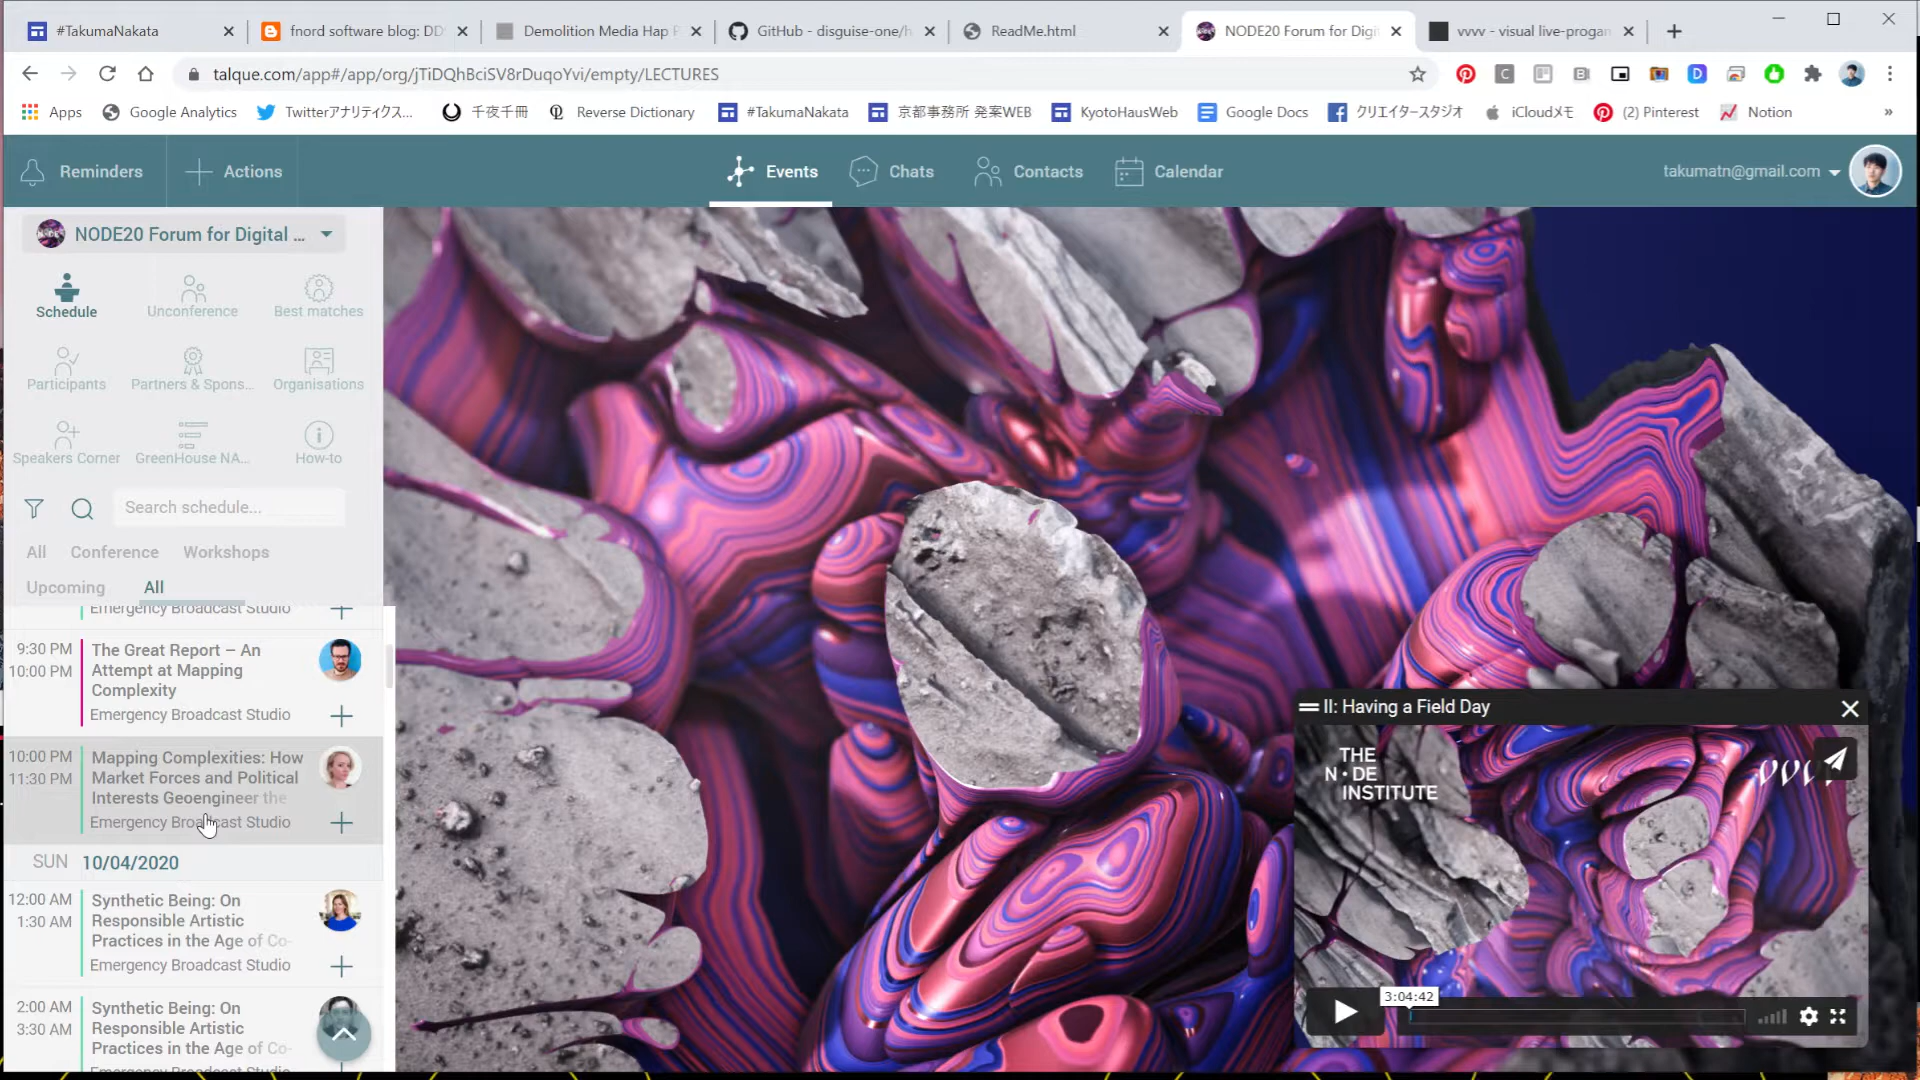 #TakumaNakata
fnord software blog: DD
Demolition Media Hap
GitHub - disguise-one/h
ReadMe.html
NODE20 Forum for Digi
vvvv - visual live-progan
talque.com/app#/app/org/jTiDQhBciSV8rDuqoYvi/empty/LECTURES
Apps
Google Analytics
Twitterアナリティクス...
千夜千冊
Reverse Dictionary
#TakumaNakata
京都事務所 発案WEB
KyotoHausWeb
Google Docs
クリエイタースタジオ
iCloudメモ
(2) Pinterest
Notion
»
Reminders
Actions
Events
Chats
Contacts
Calendar
takumatn@gmail.com
NODE20 Forum for Digital ...
Schedule
Unconference
Best matches
Participants
Partners & Spons...
Organisations
Speakers Corner
GreenHouse NA...
How-to
Search schedule...
All
Conference
Workshops
Upcoming
All
Emergency Broadcast Studio
9:30 PM
10:00 PM
The Great Report – An
Attempt at Mapping
Complexity
Emergency Broadcast Studio
10:00 PM
11:30 PM
Mapping Complexities: How
Market Forces and Political
Interests Geoengineer the
Emergency Broadcast Studio
SUN 10/04/2020
12:00 AM
1:30 AM
Synthetic Being: On
Responsible Artistic
Practices in the Age of Co-
Emergency Broadcast Studio
2:00 AM
3:30 AM
Synthetic Being: On
Responsible Artistic
Practices in the Age of Co-
Emergency Broadcast Studio
II: Having a Field Day
THE
N•DE
INSTITUTE
3:04:42